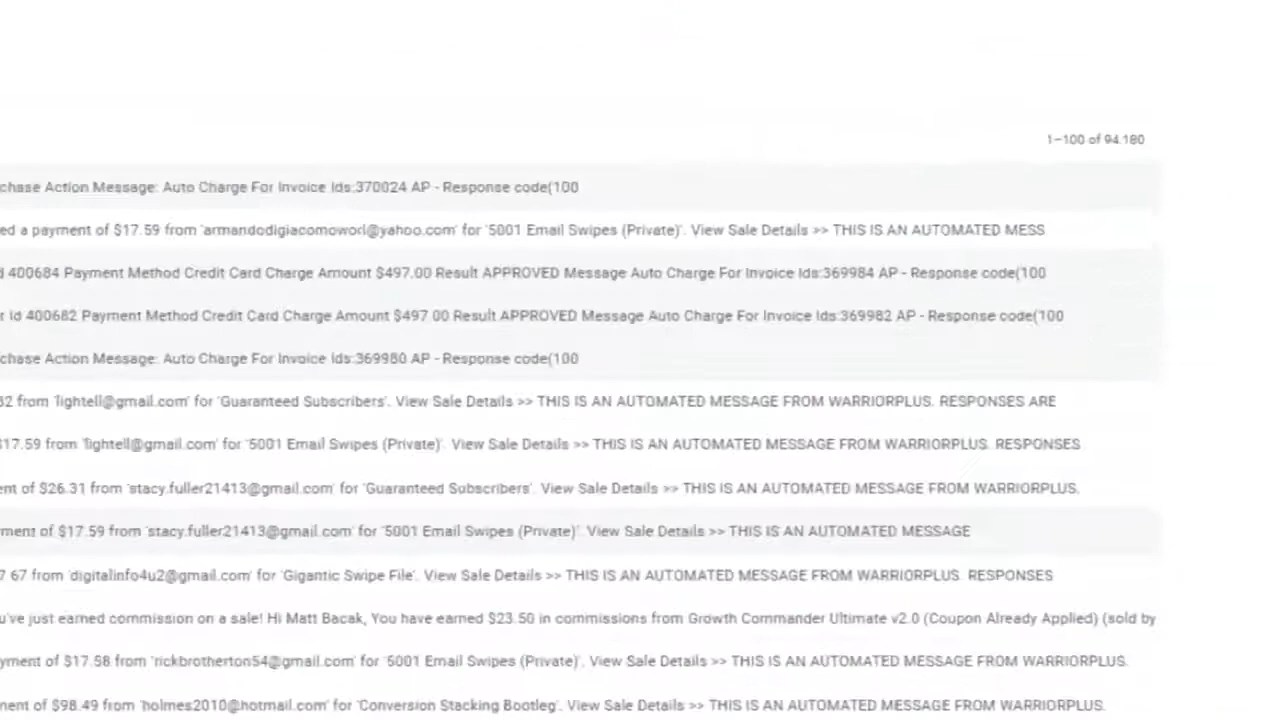 1–100 of 94.180
chase Action Message: Auto Charge For Invoice Ids:370024 AP - Response code(100
ed a payment of $17.59 from 'armandodigiacomoworl@yahoo.com' for '5001 Email Swipes (Private)'. View Sale Details >> THIS IS AN AUTOMATED MESS
d 400684 Payment Method Credit Card Charge Amount $497.00 Result APPROVED Message Auto Charge For Invoice Ids:369984 AP - Response code(100
r Id 400682 Payment Method Credit Card Charge Amount $497 00 Result APPROVED Message Auto Charge For Invoice Ids:369982 AP - Response code(100
chase Action Message: Auto Charge For Invoice Ids:369980 AP - Response code(100
32 from 'lightell@gmail.com' for 'Guaranteed Subscribers'. View Sale Details >> THIS IS AN AUTOMATED MESSAGE FROM WARRIORPLUS. RESPONSES ARE
$17.59 from 'lightell@gmail.com' for '5001 Email Swipes (Private)'. View Sale Details >> THIS IS AN AUTOMATED MESSAGE FROM WARRIORPLUS. RESPONSES
ent of $26.31 from 'stacy.fuller21413@gmail.com' for 'Guaranteed Subscribers'. View Sale Details >> THIS IS AN AUTOMATED MESSAGE FROM WARRIORPLUS.
ment of $17.59 from 'stacy.fuller21413@gmail.com' for '5001 Email Swipes (Private)'. View Sale Details >> THIS IS AN AUTOMATED MESSAGE
7 67 from 'digitalinfo4u2@gmail.com' for 'Gigantic Swipe File'. View Sale Details >> THIS IS AN AUTOMATED MESSAGE FROM WARRIORPLUS. RESPONSES
u've just earned commission on a sale! Hi Matt Bacak, You have earned $23.50 in commissions from Growth Commander Ultimate v2.0 (Coupon Already Applied) (sold by
yment of $17.58 from 'rickbrotherton54@gmail.com' for '5001 Email Swipes (Private)'. View Sale Details >> THIS IS AN AUTOMATED MESSAGE FROM WARRIORPLUS.
nent of $98.49 from 'holmes2010@hotmail.com' for 'Conversion Stacking Bootleg'. View Sale Details >> THIS IS AN AUTOMATED MESSAGE FROM WARRIORPLUS.